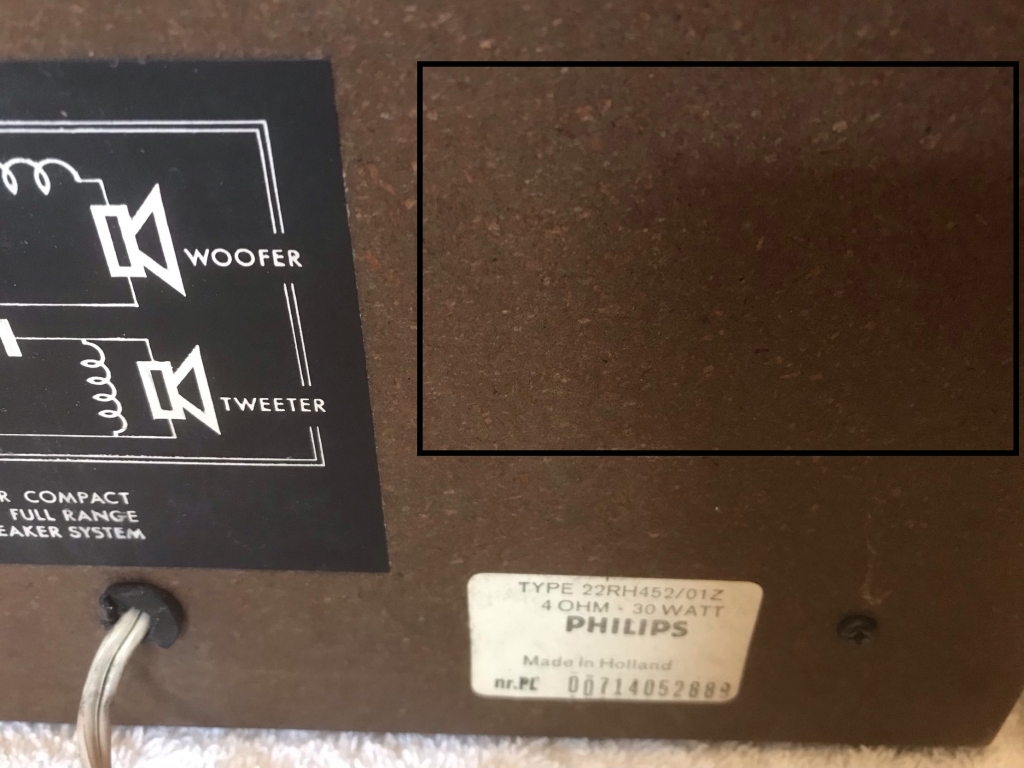 WOOFER
TWEETER
R COMPACT
FULL RANGE
EAKER SYSTEM
TYPE 22RH452/01Z
4 OHM - 30 WATT
PHILIPS
Made in Holland
nr.PL 00714052889